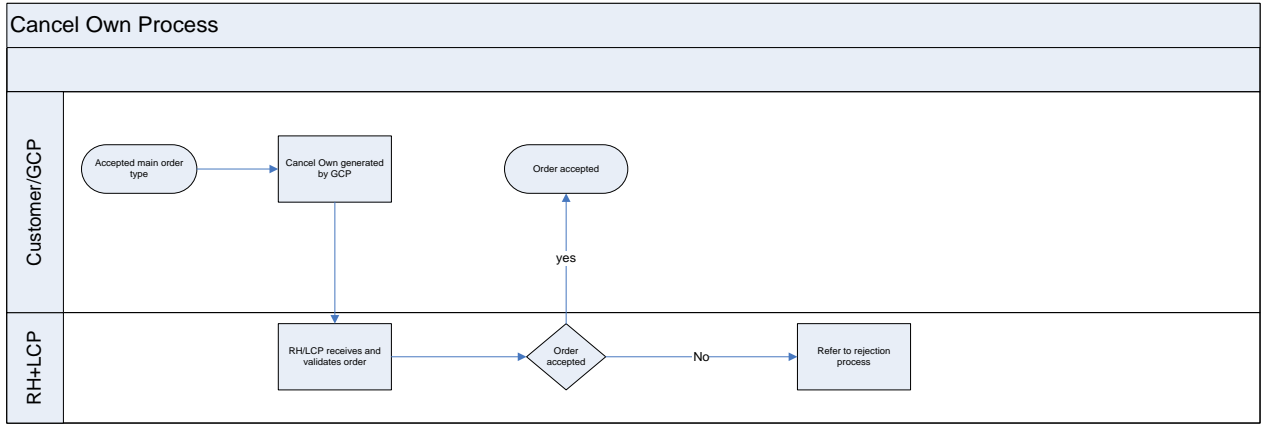 Cancel Own Process
Customer/GCP
Accepted main order
type
Cancel Own generated
by GCP
Order accepted
yes
RH+LCP
RH/LCP receives and
validates order
Order
accepted
No
Refer to rejection
process